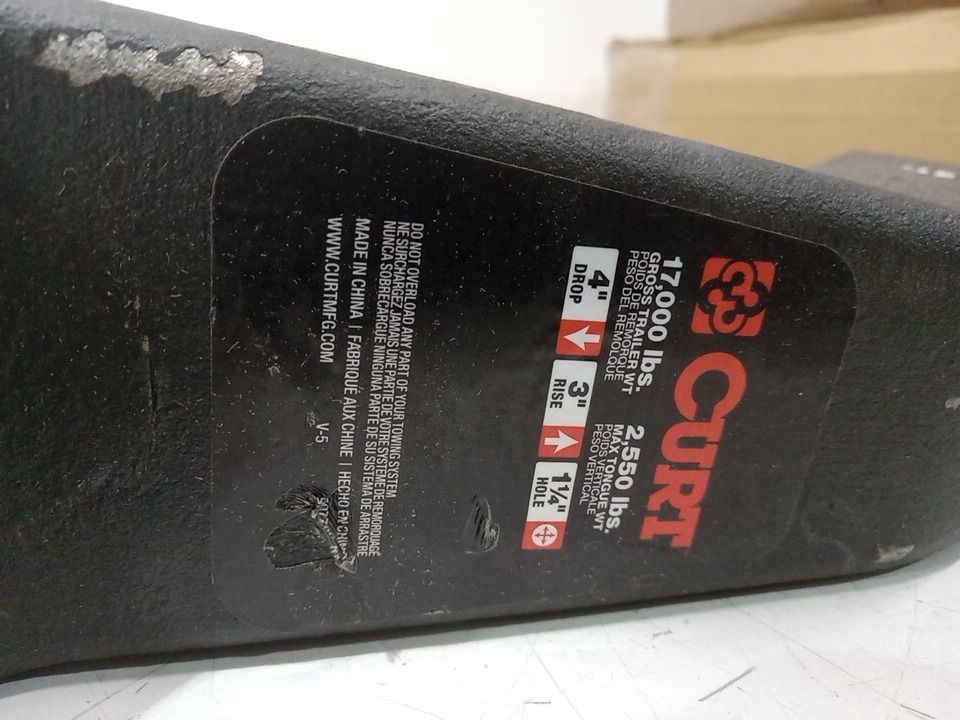 CURT
17,000 lbs.
GROSS TRAILER WT
POIDS DE REMORQUE
PESO DEL REMOLQUE
2,550 lbs.
MAX TONGUE WT
POIDS VERTICALE
PESO VERTICAL
4"
DROP
3"
RISE
1 1/4"
HOLE
DO NOT OVERLOAD ANY PART OF YOUR TOWING SYSTEM
NE SURCHARGEZ JAMAIS UNE PARTIE DE VOTRE SYSTÈME DE REMORQUAGE
NUNCA SOBRECARGUE NINGUNA PARTE DE SU SISTEMA DE ARRASTRE
MADE IN CHINA | FABRIQUÉ AUX CHINE | HECHO EN CHINA
WWW.CURTMFG.COM
V-5